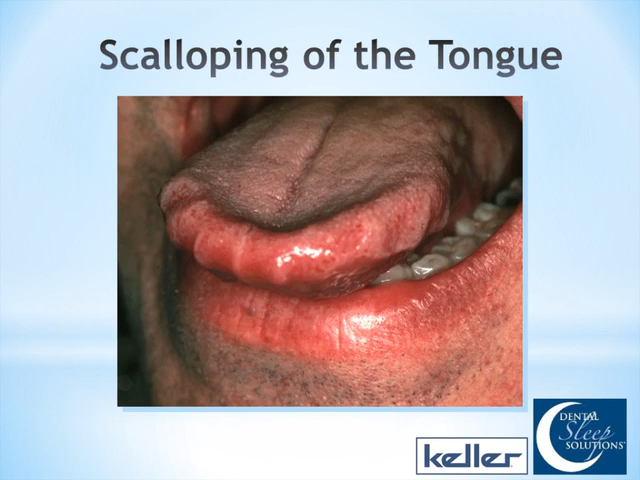 Scalloping of the Tongue
keller
DENTAL
Sleep
SOLUTIONS